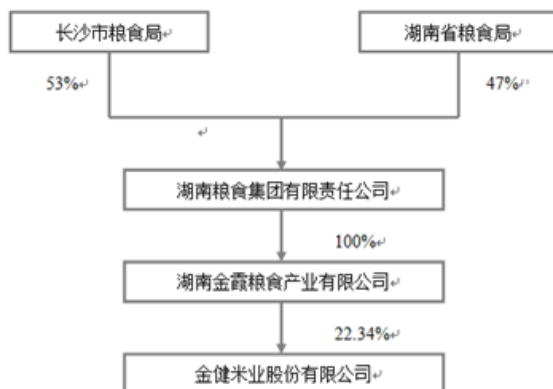 长沙市粮食局
湖南省粮食局
53%
47%
湖南粮食集团有限责任公司
100%
湖南金霞粮食产业有限公司
22.34%
金健米业股份有限公司